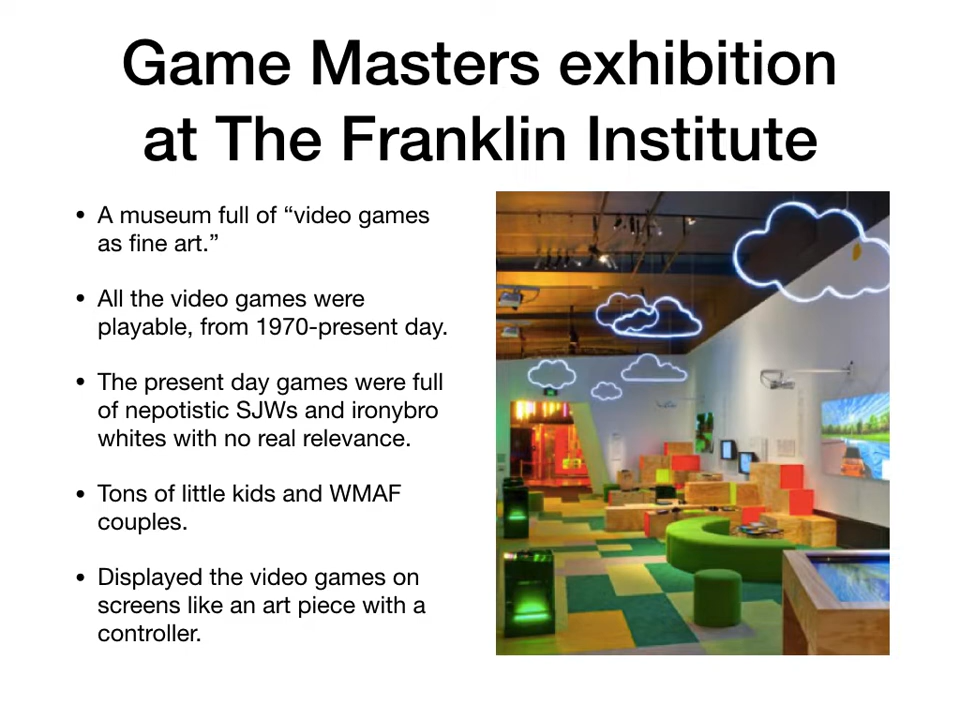 Game Masters exhibition
at The Franklin Institute
• A museum full of “video games
as fine art.”
• All the video games were
playable, from 1970-present day.
• The present day games were full
of nepotistic SJWs and ironybro
whites with no real relevance.
• Tons of little kids and WMAF
couples.
• Displayed the video games on
screens like an art piece with a
controller.